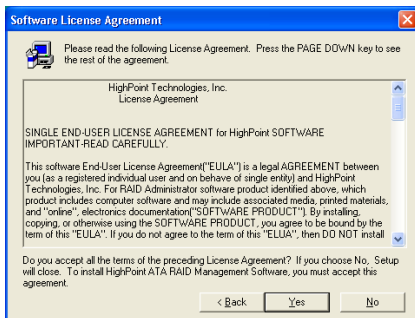 Software License Agreement
Please read the following License Agreement. Press the PAGE DOWN key to see
the rest of the agreement.
HighPoint Technologies, Inc.
License Agreement
SINGLE END-USER LICENSE AGREEMENT for HighPoint SOFTWARE
IMPORTANT-READ CAREFULLY.
This software End-User License Agreement("EULA") is a legal AGREEMENT between
you (as a registered individual user and on behave of single entity) and HighPoint
Technologies, Inc. For RAID Administrator software product identified above, which
product includes computer software and may include associated media, printed materials,
and "online", electronics documentation("SOFTWARE PRODUCT"). By installing,
copying, or otherwise using the SOFTWARE PRODUCT, you agree to be bound by the
term of this "EULA". If you do not agree to the term of this "ELUA", then DO NOT install
Do you accept all the terms of the preceding License Agreement? If you choose No, Setup
will close. To install HighPoint ATA RAID Management Software, you must accept this
agreement.
< Back Yes No